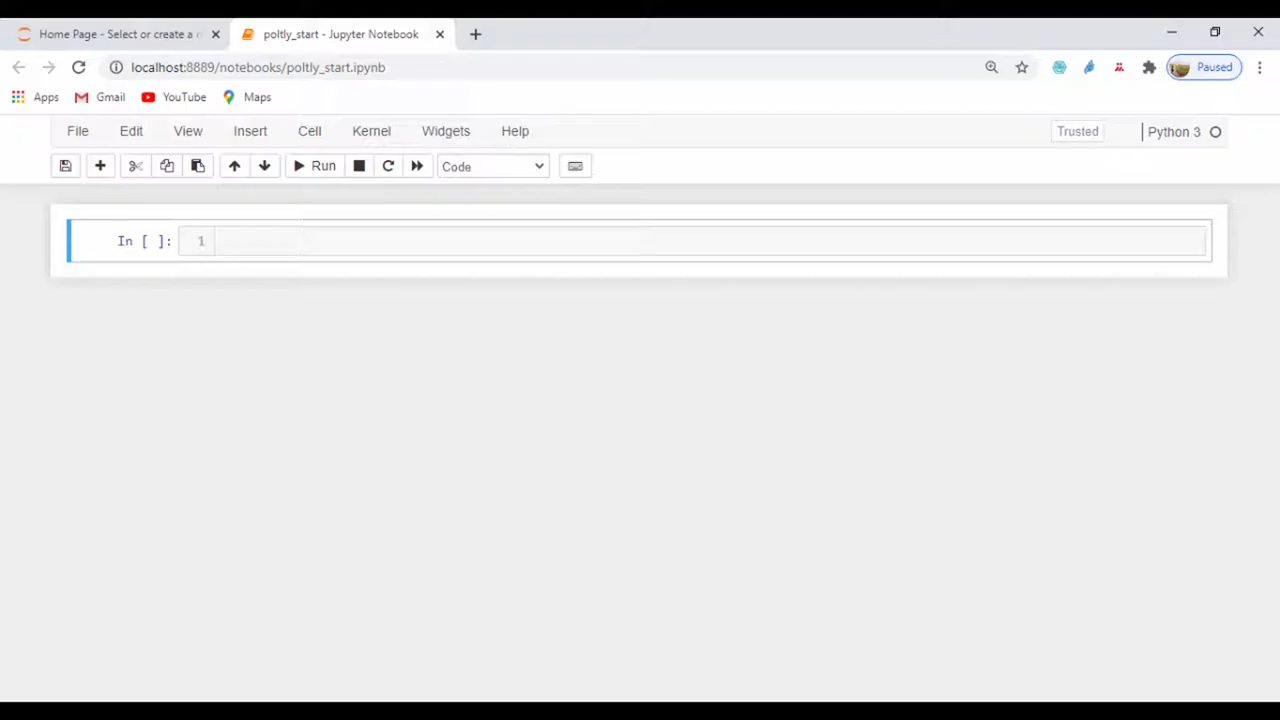 Home Page - Select or create a n
poltly_start - Jupyter Notebook
localhost:8889/notebooks/poltly_start.ipynb
Paused
Apps Gmail YouTube Maps
File Edit View Insert Cell Kernel Widgets Help
Trusted Python 3
Run Code
In [ ]: 1